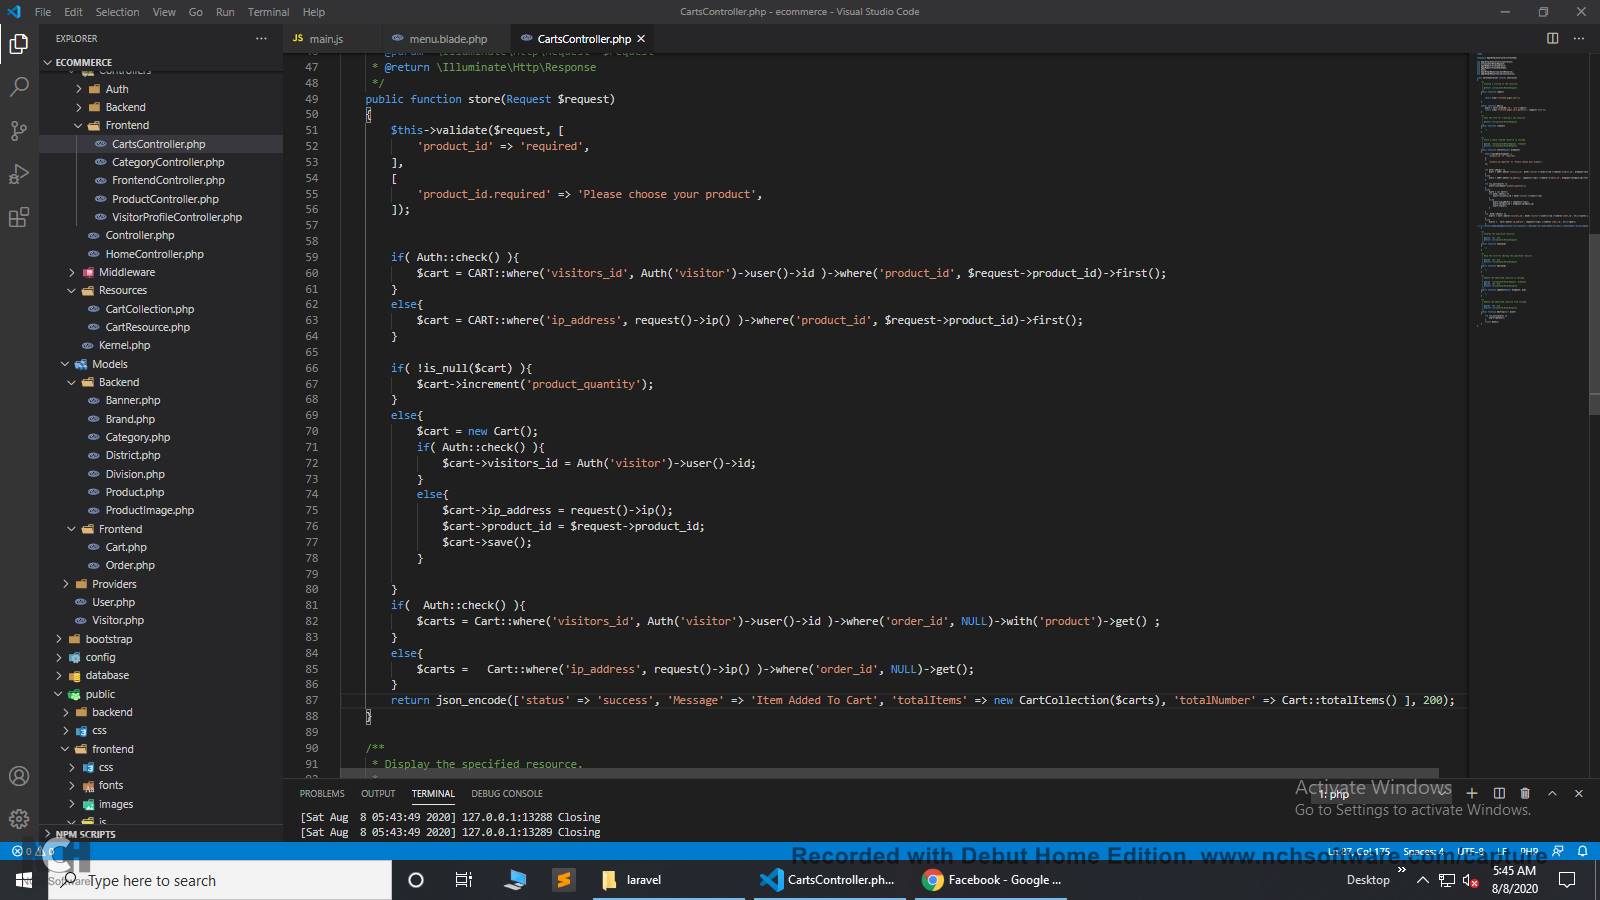 File Edit Selection View Go Run Terminal Help
CartsController.php - ecommerce - Visual Studio Code
EXPLORER
main.js
menu.blade.php
CartsController.php
ECOMMERCE
Controllers
Auth
Backend
Frontend
CartsController.php
CategoryController.php
FrontendController.php
ProductController.php
VisitorProfileController.php
Controller.php
HomeController.php
Middleware
Resources
CartCollection.php
CartResource.php
Kernel.php
Models
Backend
Banner.php
Brand.php
Category.php
District.php
Division.php
Product.php
ProductImage.php
Frontend
Cart.php
Order.php
Providers
User.php
Visitor.php
bootstrap
config
database
public
backend
css
frontend
css
fonts
images
js
NPM SCRIPTS
47 * @return \Illuminate\Http\Response
48 */
49 public function store(Request $request)
50 {
51 $this->validate($request, [
52 'product_id' => 'required',
53 ],
54 [
55 'product_id.required' => 'Please choose your product',
56 ]);
57
58
59 if( Auth::check() ){
60 $cart = CART::where('visitors_id', Auth('visitor')->user()->id )->where('product_id', $request->product_id)->first();
61 }
62 else{
63 $cart = CART::where('ip_address', request()->ip() )->where('product_id', $request->product_id)->first();
64 }
65
66 if( !is_null($cart) ){
67 $cart->increment('product_quantity');
68 }
69 else{
70 $cart = new Cart();
71 if( Auth::check() ){
72 $cart->visitors_id = Auth('visitor')->user()->id;
73 }
74 else{
75 $cart->ip_address = request()->ip();
76 $cart->product_id = $request->product_id;
77 $cart->save();
78 }
79
80 }
81 if(  Auth::check() ){
82 $carts = Cart::where('visitors_id', Auth('visitor')->user()->id )->where('order_id', NULL)->with('product')->get() ;
83 }
84 else{
85 $carts =   Cart::where('ip_address', request()->ip() )->where('order_id', NULL)->get();
86 }
87 return json_encode(['status' => 'success', 'Message' => 'Item Added To Cart', 'totalItems' => new CartCollection($carts), 'totalNumber' => Cart::totalItems() ], 200);
88 }
89
90 /**
91 * Display the specified resource.
PROBLEMS OUTPUT TERMINAL DEBUG CONSOLE
1: php
[Sat Aug  8 05:43:49 2020] 127.0.0.1:13288 Closing
[Sat Aug  8 05:43:49 2020] 127.0.0.1:13289 Closing
Activate Windows
Go to Settings to activate Windows.
0 0
Ln 87, Col 175 Spaces: 4 UTF-8 LF PHP
Recorded with Debut Home Edition. www.nchsoftware.com/capture
NCH Software
Type here to search
laravel
CartsController.ph...
Facebook - Google ...
Desktop
5:45 AM
8/8/2020